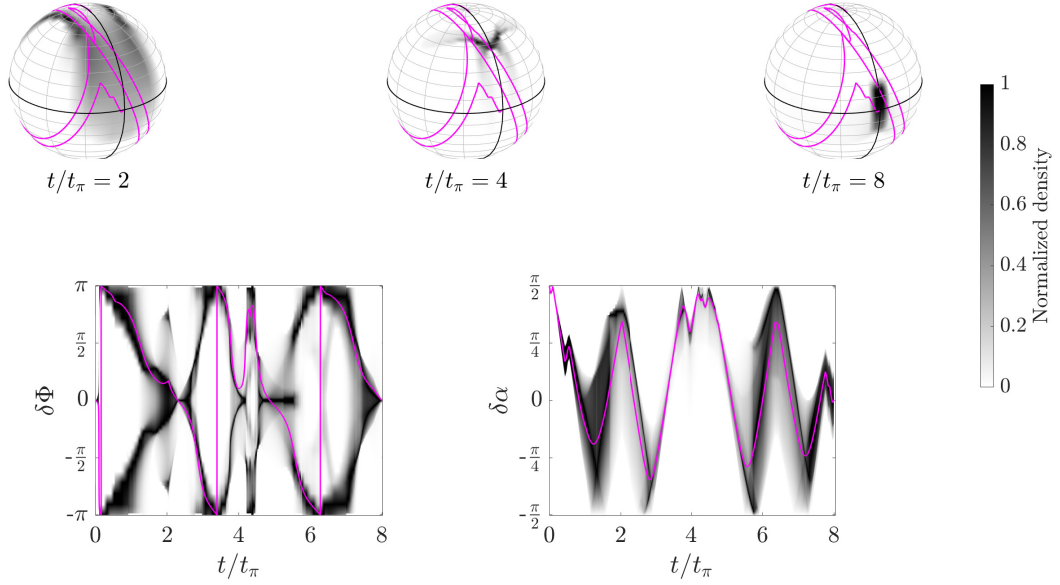 t/t_π = 2
t/t_π = 4
t/t_π = 8
1
0.8
0.6
0.4
0.2
0
Normalized density
π
π/2
0
-π/2
-π
δΦ
0 2 4 6 8
t/t_π
π/2
π/4
0
-π/4
-π/2
δα
0 2 4 6 8
t/t_π